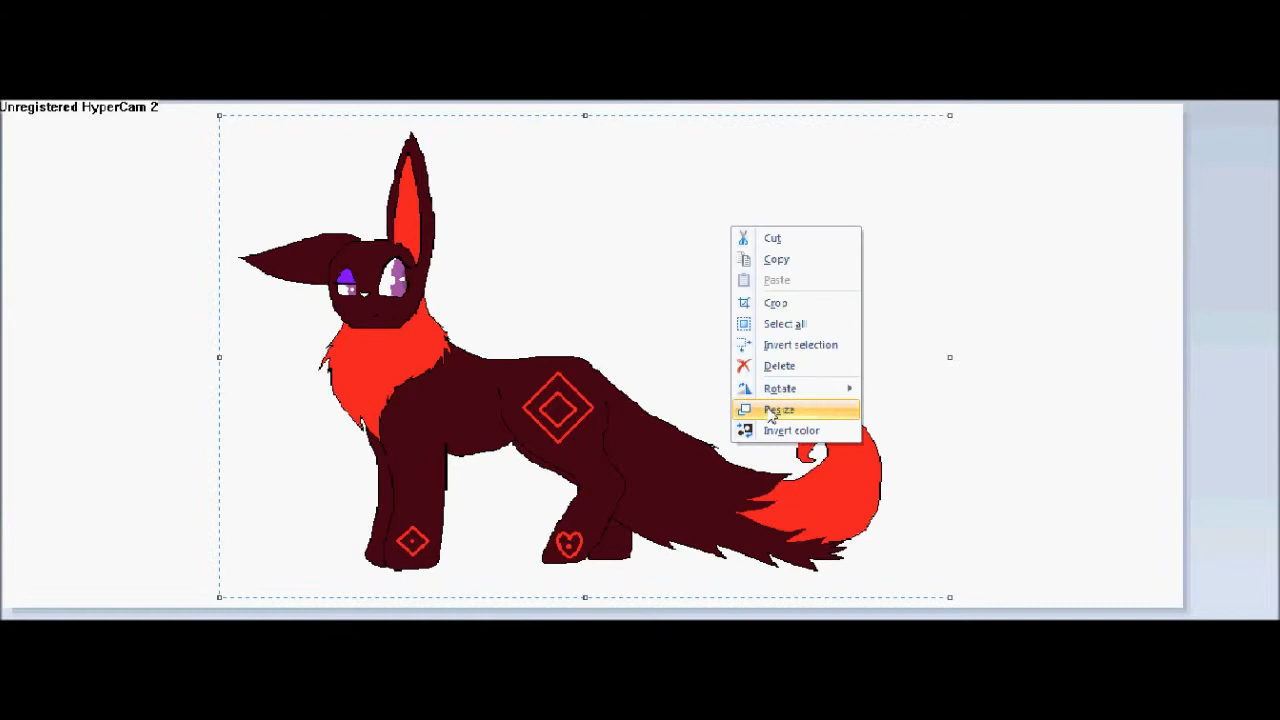 Unregistered HyperCam 2
Cut
Copy
Paste
Crop
Select all
Invert selection
Delete
Rotate
Resize
Invert color